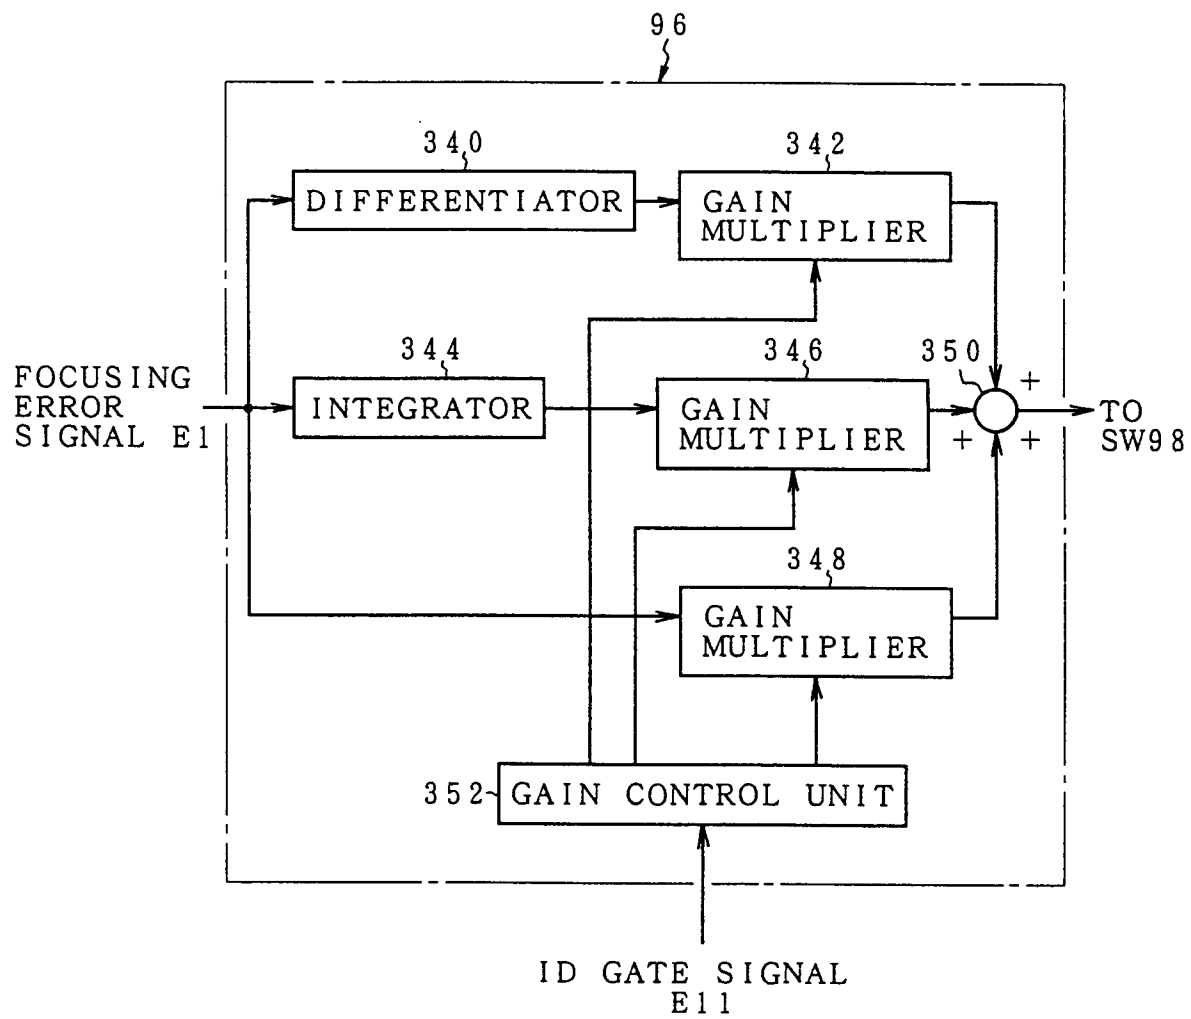 96
340
DIFFERENTIATOR
342
GAIN
MULTIPLIER
344
INTEGRATOR
346
GAIN
MULTIPLIER
350
+
+
+
FOCUSING
ERROR
SIGNAL E1
TO
SW98
348
GAIN
MULTIPLIER
352
GAIN CONTROL UNIT
ID GATE SIGNAL
E11